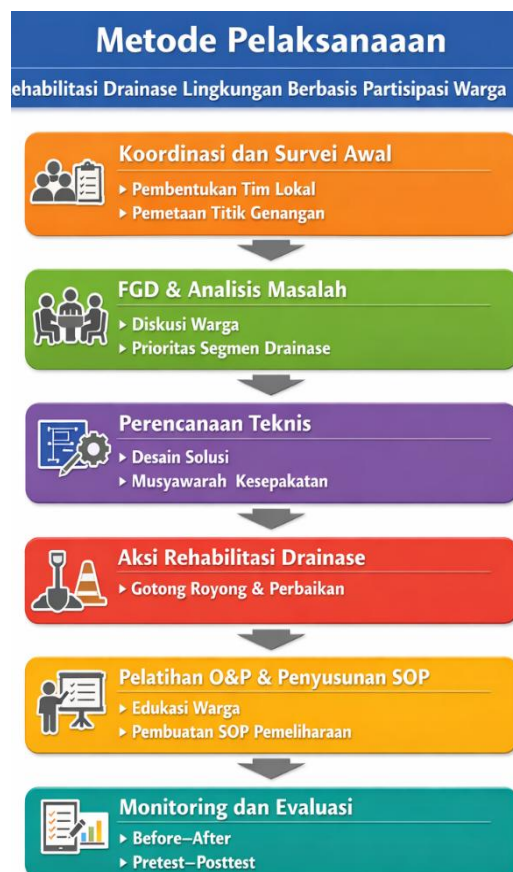 Metode Pelaksanaaan
ehabilitasi Drainase Lingkungan Berbasis Partisipasi Warga
Koordinasi dan Survei Awal
▸ Pembentukan Tim Lokal
▸ Pemetaan Titik Genangan
FGD & Analisis Masalah
▸ Diskusi Warga
▸ Prioritas Segmen Drainase
Perencanaan Teknis
▸ Desain Solusi
▸ Musyawarah Kesepakatan
Aksi Rehabilitasi Drainase
▸ Gotong Royong & Perbaikan
Pelatihan O&P & Penyusunan SOP
▸ Edukasi Warga
▸ Pembuatan SOP Pemeliharaan
Monitoring dan Evaluasi
▸ Before–After
▸ Pretest–Posttest